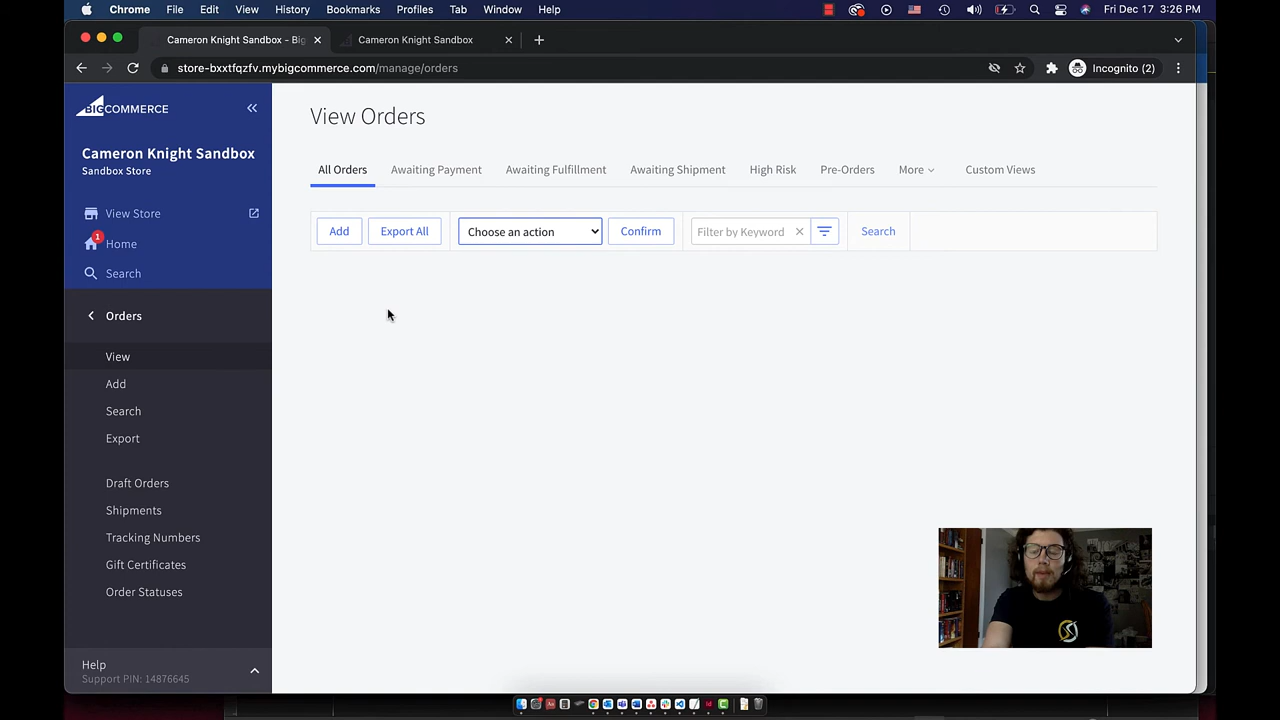 Chrome File Edit View History Bookmarks Profiles Tab Window Help Fri Dec 17 3:26 PM
Cameron Knight Sandbox - Big Cameron Knight Sandbox
store-bxxtfqzfv.mybigcommerce.com/manage/orders Incognito (2)
BIGCOMMERCE
Cameron Knight Sandbox
Sandbox Store
View Store
1
Home
Search
Orders
View
Add
Search
Export
Draft Orders
Shipments
Tracking Numbers
Gift Certificates
Order Statuses
Help
Support PIN: 14876645
View Orders
All Orders Awaiting Payment Awaiting Fulfillment Awaiting Shipment High Risk Pre-Orders More Custom Views
Add Export All Choose an action Confirm Filter by Keyword Search